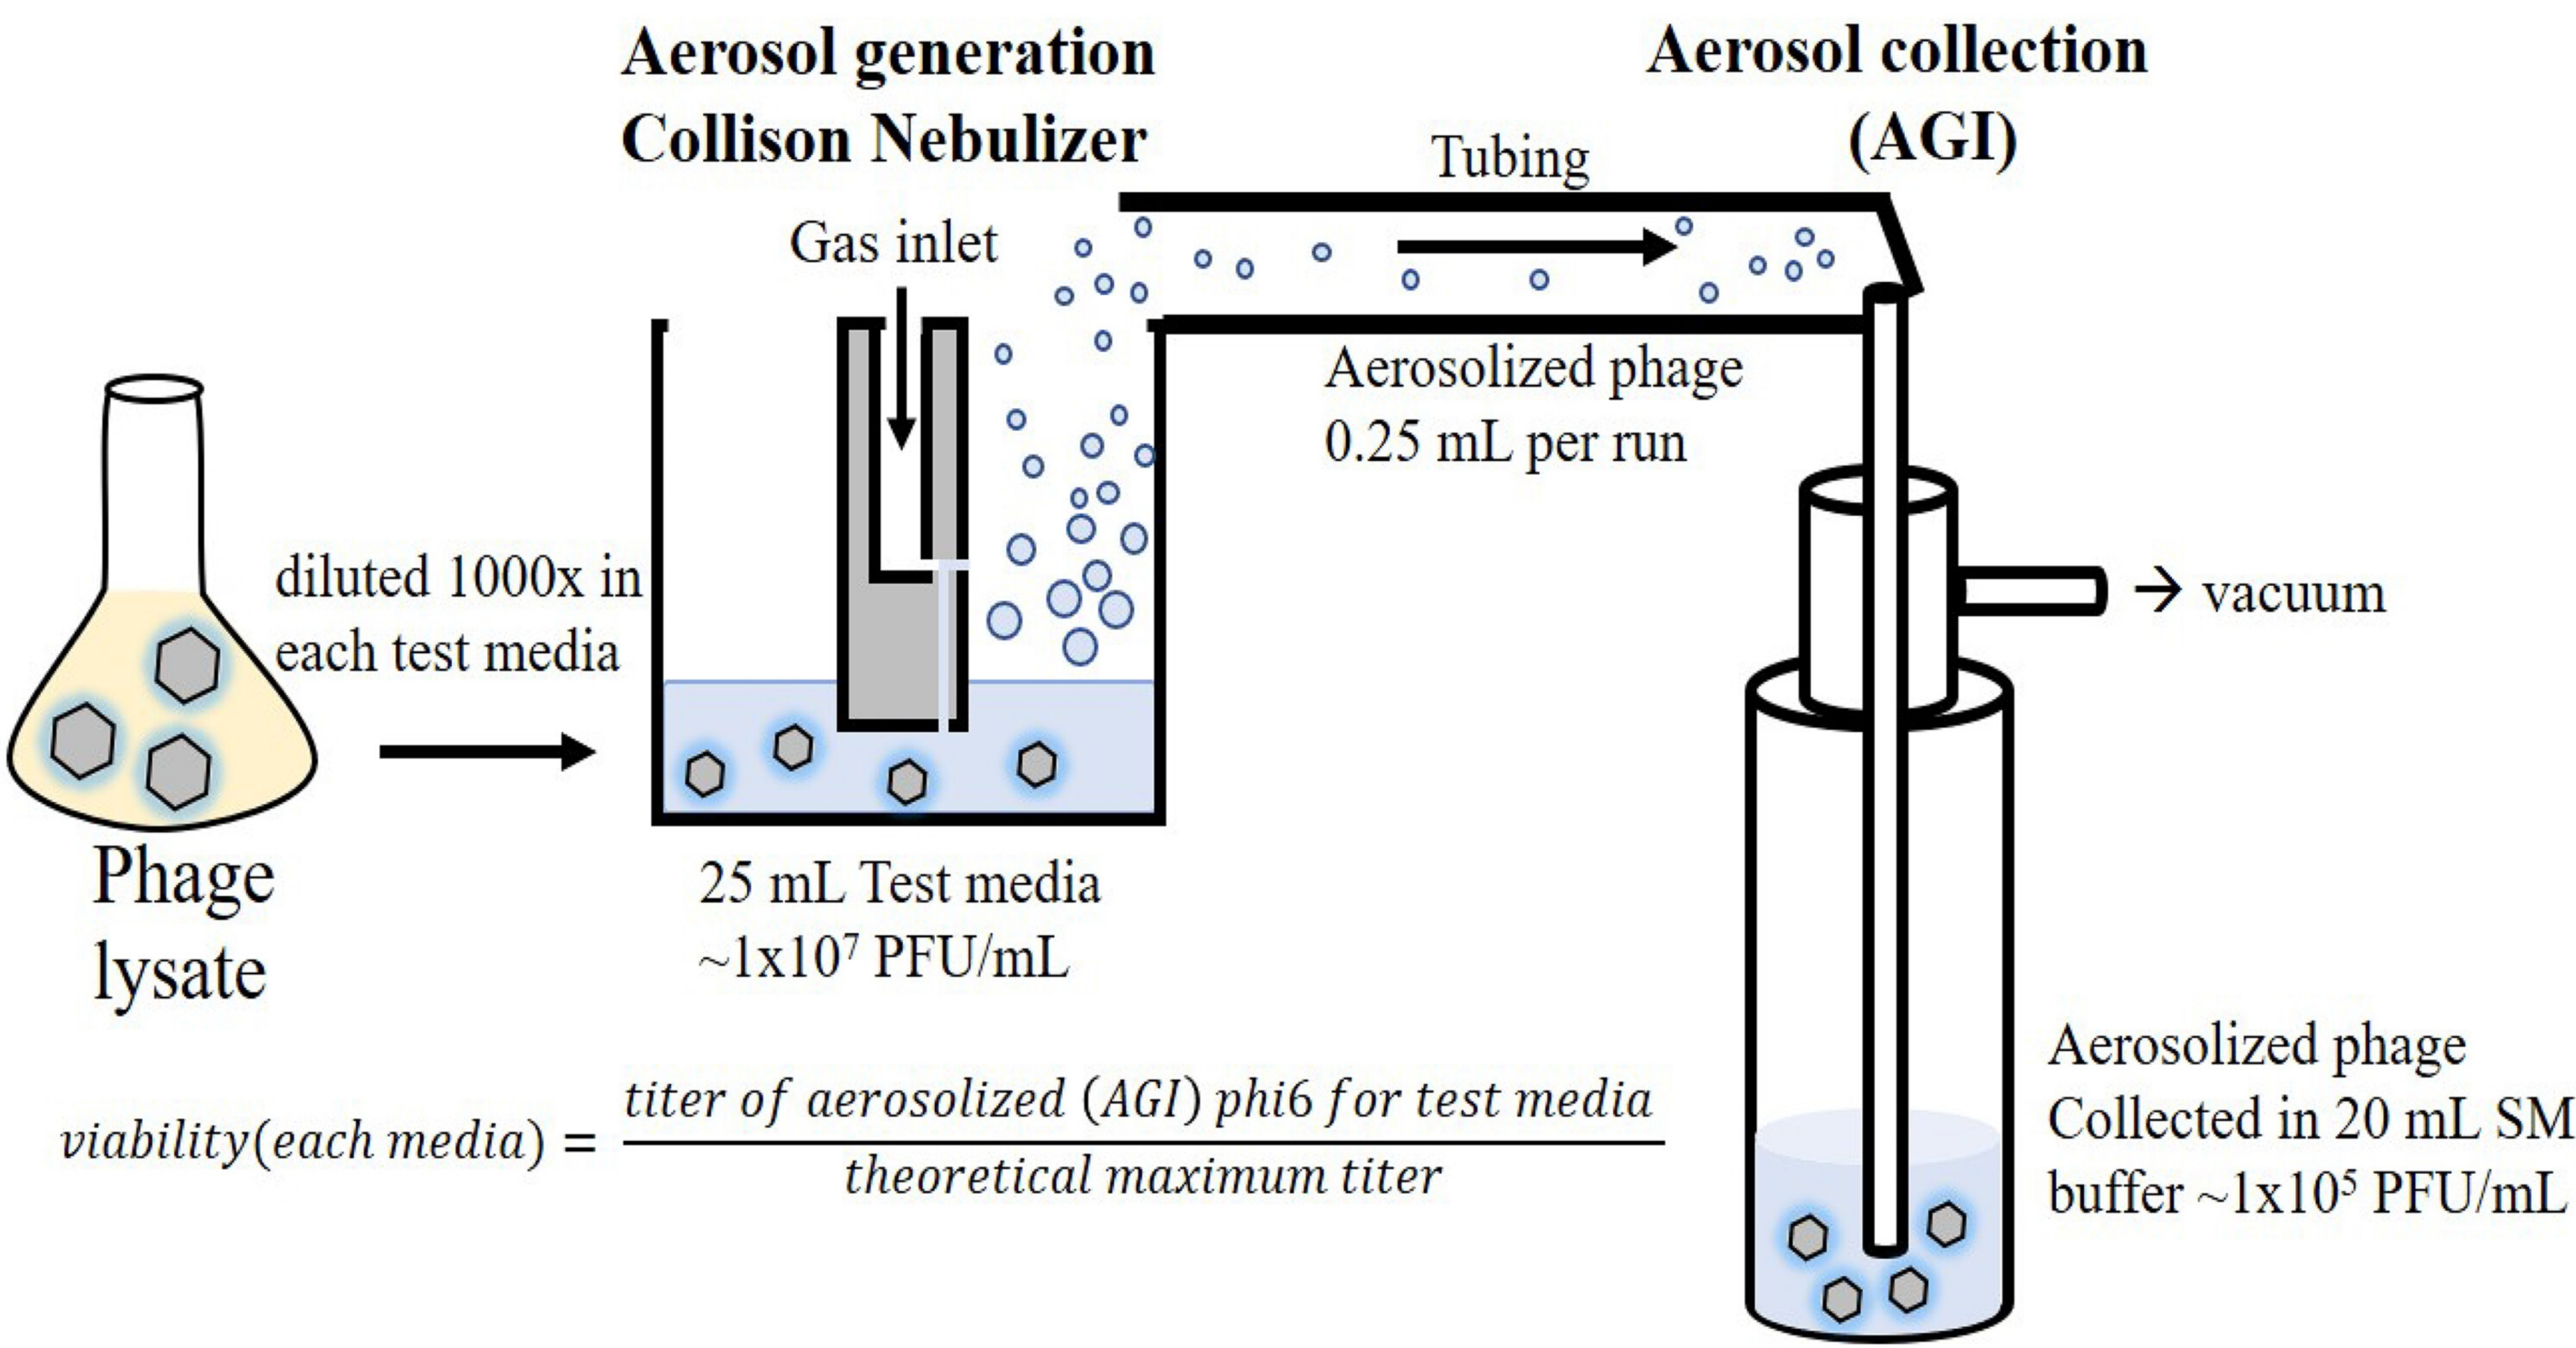 Aerosol generation
Collison Nebulizer
Aerosol collection
(AGI)
Tubing
Gas inlet
Aerosolized phage
0.25 mL per run
diluted 1000x in
each test media
→ vacuum
Phage
lysate
25 mL Test media
~1x10⁷ PFU/mL
Aerosolized phage
Collected in 20 mL SM
buffer ~1x10⁵ PFU/mL
viability(each media) = titer of aerosolized (AGI) phi6 for test media
theoretical maximum titer